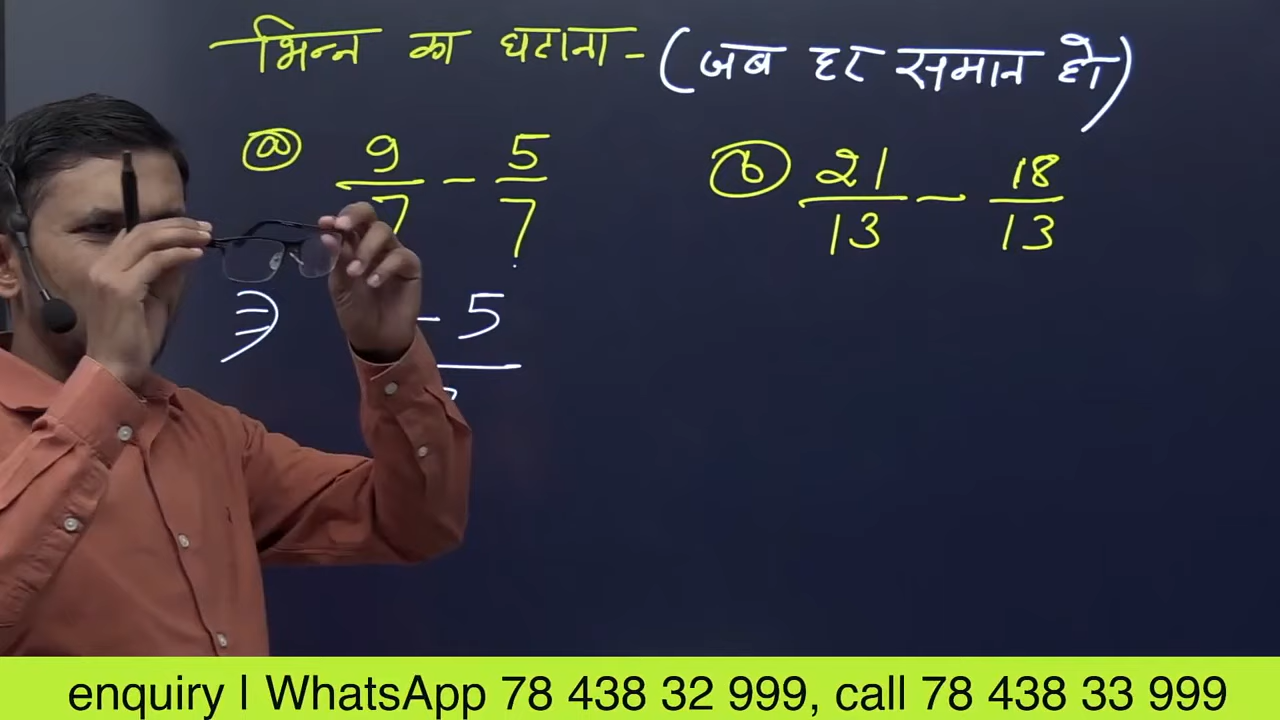 भिन्न का घटाना - (जब हर समान हो)
(a) 9/7 - 5/7
(b) 21/13 - 18/13
⇒ - 5
enquiry I WhatsApp 78 438 32 999, call 78 438 33 999